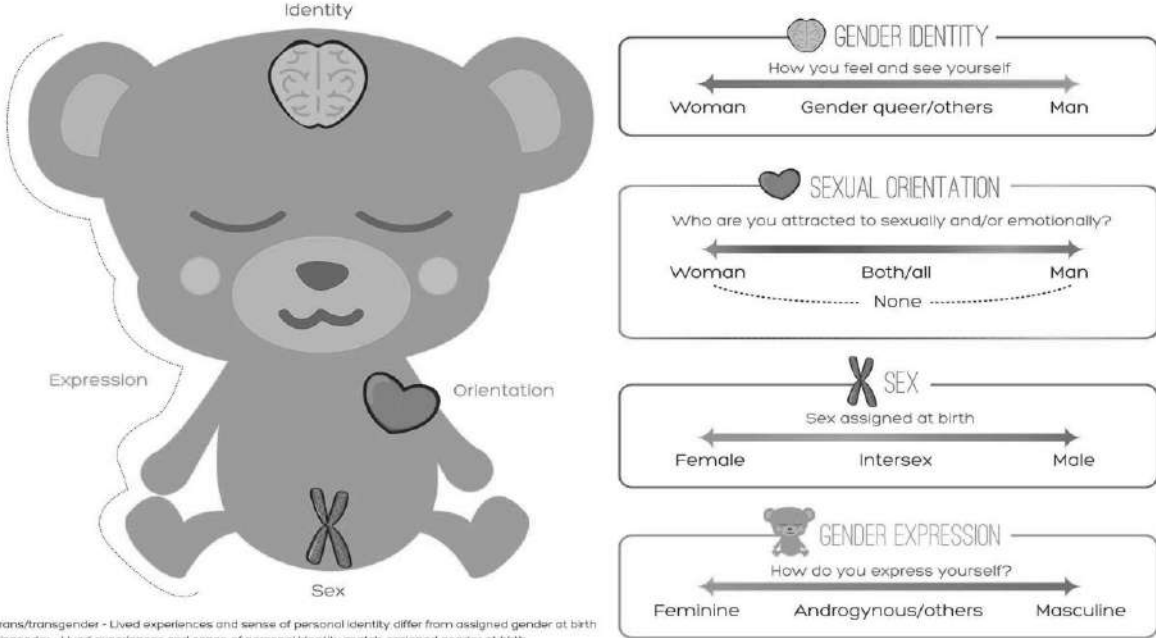 Identity
Expression
Orientation
Sex
GENDER IDENTITY
How you feel and see yourself
Woman Gender queer/others Man
SEXUAL ORIENTATION
Who are you attracted to sexually and/or emotionally?
Woman Both/all Man
None
SEX
Sex assigned at birth
Female Intersex Male
GENDER EXPRESSION
How do you express yourself?
Feminine Androgynous/others Masculine
rans/transgender - Lived experiences and sense of personal identity differ from assigned gender at birth